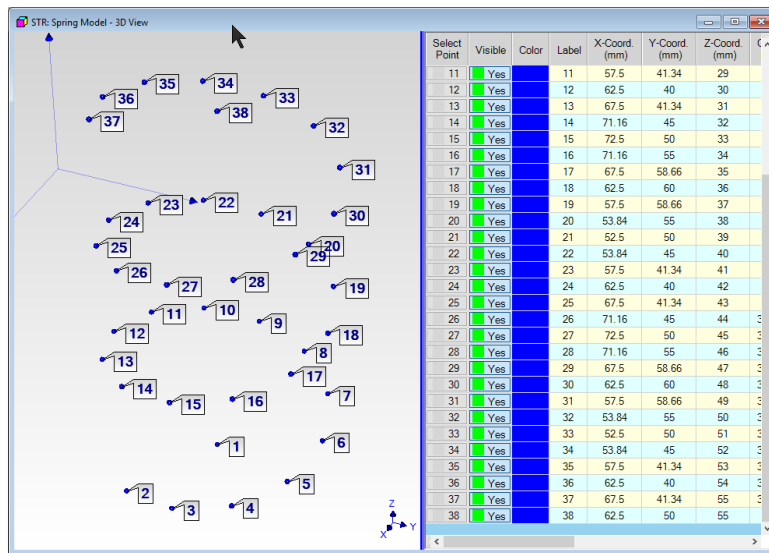 STR: Spring Model - 3D View
36
35
34
33
37
38
32
31
24
23
22
21
30
25
20
29
26
27
28
19
11
10
9
18
12
8
13
17
14
7
15
16
1
6
2
5
3
4
Z
Y
X
Select Point Visible Color Label X-Coord. (mm) Y-Coord. (mm) Z-Coord. (mm)
11 Yes 11 57.5 41.34 29
12 Yes 12 62.5 40 30
13 Yes 13 67.5 41.34 31
14 Yes 14 71.16 45 32
15 Yes 15 72.5 50 33
16 Yes 16 71.16 55 34
17 Yes 17 67.5 58.66 35
18 Yes 18 62.5 60 36
19 Yes 19 57.5 58.66 37
20 Yes 20 53.84 55 38
21 Yes 21 52.5 50 39
22 Yes 22 53.84 45 40
23 Yes 23 57.5 41.34 41
24 Yes 24 62.5 40 42
25 Yes 25 67.5 41.34 43
26 Yes 26 71.16 45 44
27 Yes 27 72.5 50 45
28 Yes 28 71.16 55 46
29 Yes 29 67.5 58.66 47
30 Yes 30 62.5 60 48
31 Yes 31 57.5 58.66 49
32 Yes 32 53.84 55 50
33 Yes 33 52.5 50 51
34 Yes 34 53.84 45 52
35 Yes 35 57.5 41.34 53
36 Yes 36 62.5 40 54
37 Yes 37 67.5 41.34 55
38 Yes 38 62.5 50 55